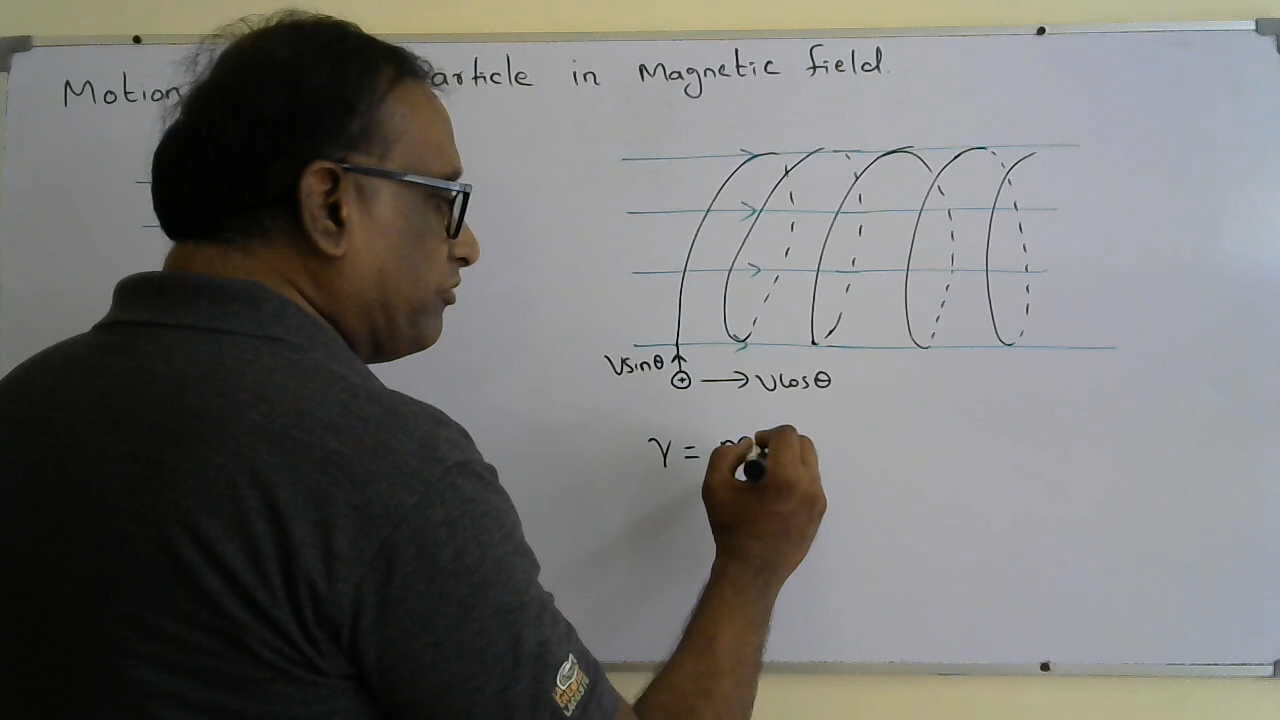 Motion article in Magnetic field.
Vsinθ
⊕ → VCosθ
r = m